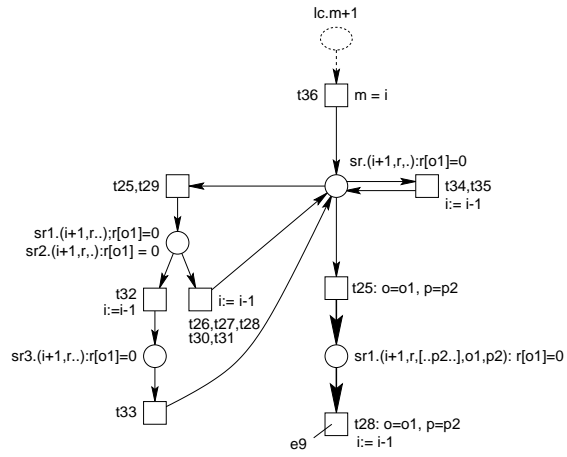 lc.m+1
t36
m = i
sr.(i+1,r,.):r[o1]=0
t25,t29
t34,t35
i:= i-1
sr1.(i+1,r..);r[o1]=0
sr2.(i+1,r,.):r[o1] = 0
t32
i:=i-1
i:= i-1
t26,t27,t28
t30,t31
t25: o=o1, p=p2
sr3.(i+1,r..):r[o1]=0
sr1.(i+1,r,[..p2..],o1,p2): r[o1]=0
t33
t28: o=o1, p=p2
i:= i-1
e9